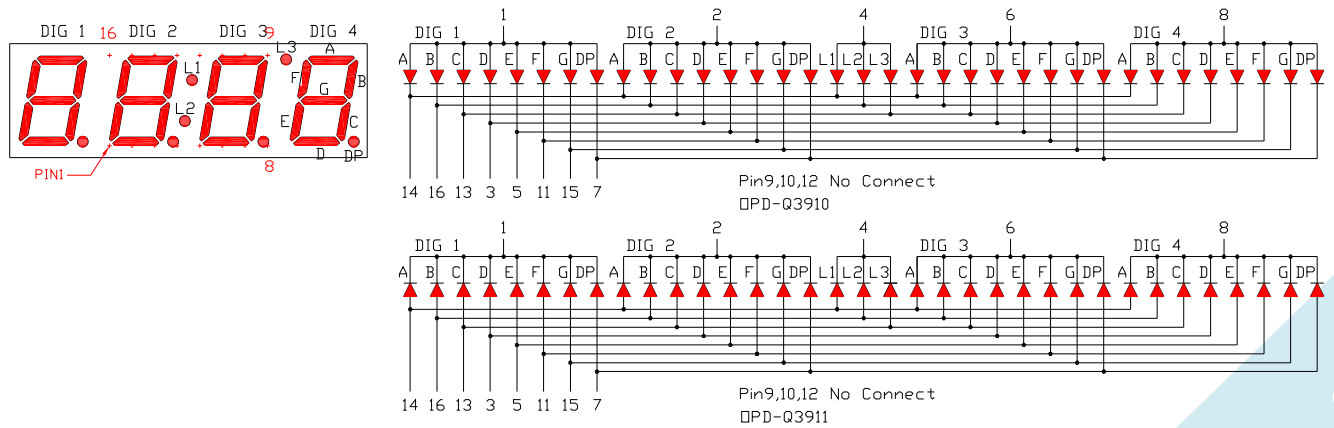 DIG 1 16 DIG 2 DIG 3 9 DIG 4
L3 A
L1 F B
G
L2 E C
D DP
PIN1 8
1 2 4 6 8
DIG 1 DIG 2 DIG 3 DIG 4
A B C D E F G DP A B C D E F G DP L1 L2 L3 A B C D E F G DP A B C D E F G DP
14 16 13 3 5 11 15 7
Pin9,10,12 No Connect
OPD-Q3910
1 2 4 6 8
DIG 1 DIG 2 DIG 3 DIG 4
A B C D E F G DP A B C D E F G DP L1 L2 L3 A B C D E F G DP A B C D E F G DP
14 16 13 3 5 11 15 7
Pin9,10,12 No Connect
OPD-Q3911